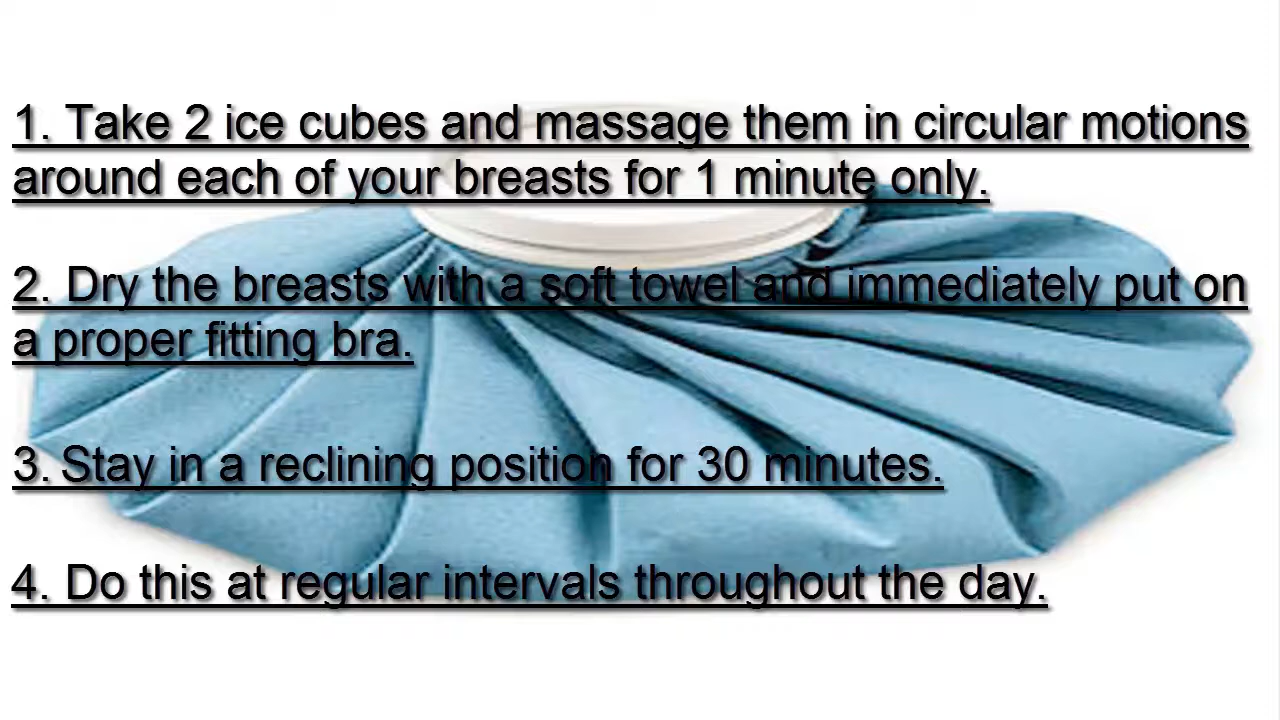 1. Take 2 ice cubes and massage them in circular motions
around each of your breasts for 1 minute only.
2. Dry the breasts with a soft towel and immediately put on
a proper fitting bra.
3. Stay in a reclining position for 30 minutes.
4. Do this at regular intervals throughout the day.